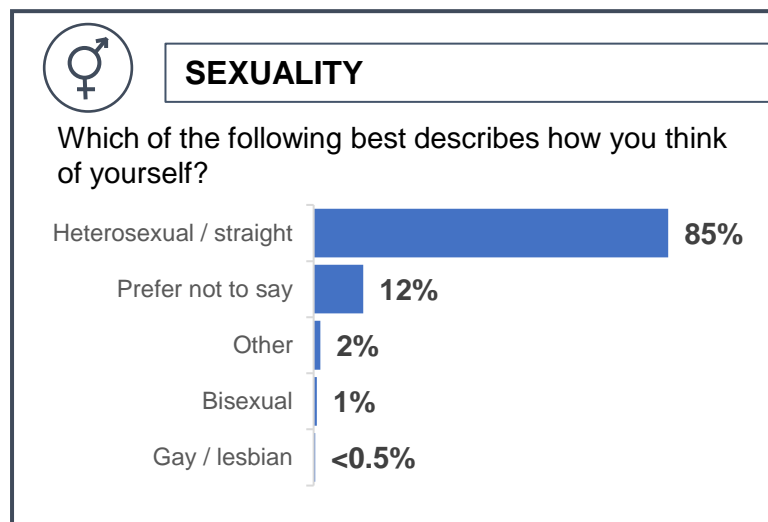 SEXUALITY
Which of the following best describes how you think
of yourself?
Heterosexual / straight 85%
Prefer not to say 12%
Other 2%
Bisexual 1%
Gay / lesbian <0.5%